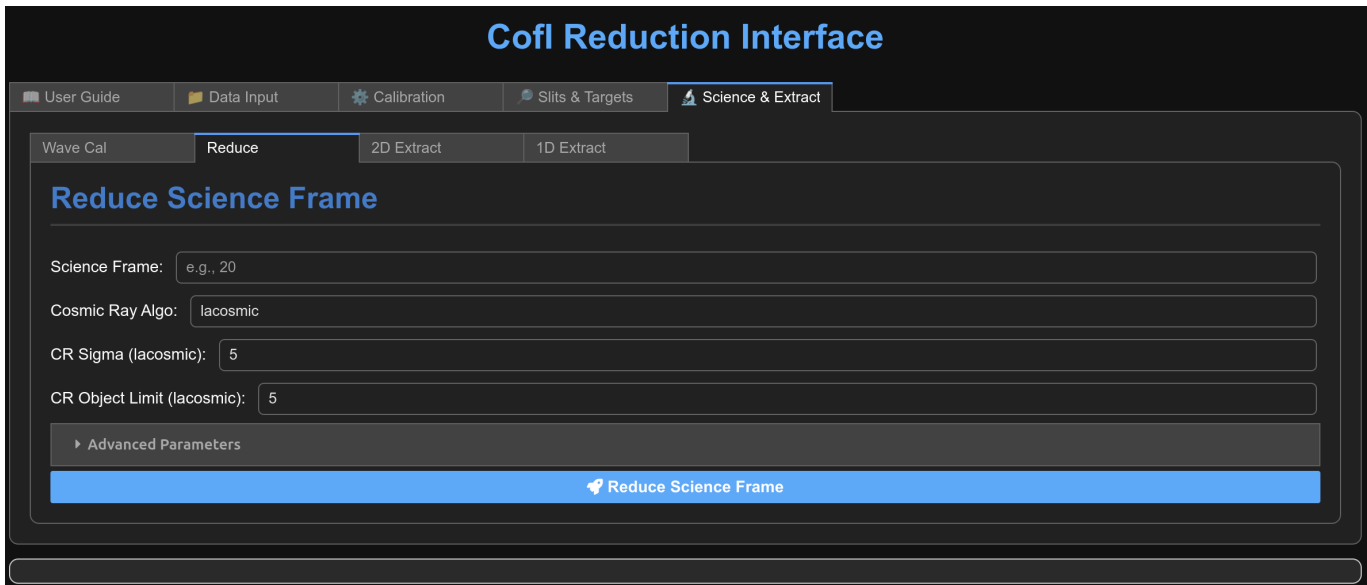 Cofl Reduction Interface
User Guide
Data Input
Calibration
Slits & Targets
Science & Extract
Wave Cal
Reduce
2D Extract
1D Extract
Reduce Science Frame
Science Frame: e.g., 20
Cosmic Ray Algo: lacosmic
CR Sigma (lacosmic): 5
CR Object Limit (lacosmic): 5
Advanced Parameters
Reduce Science Frame